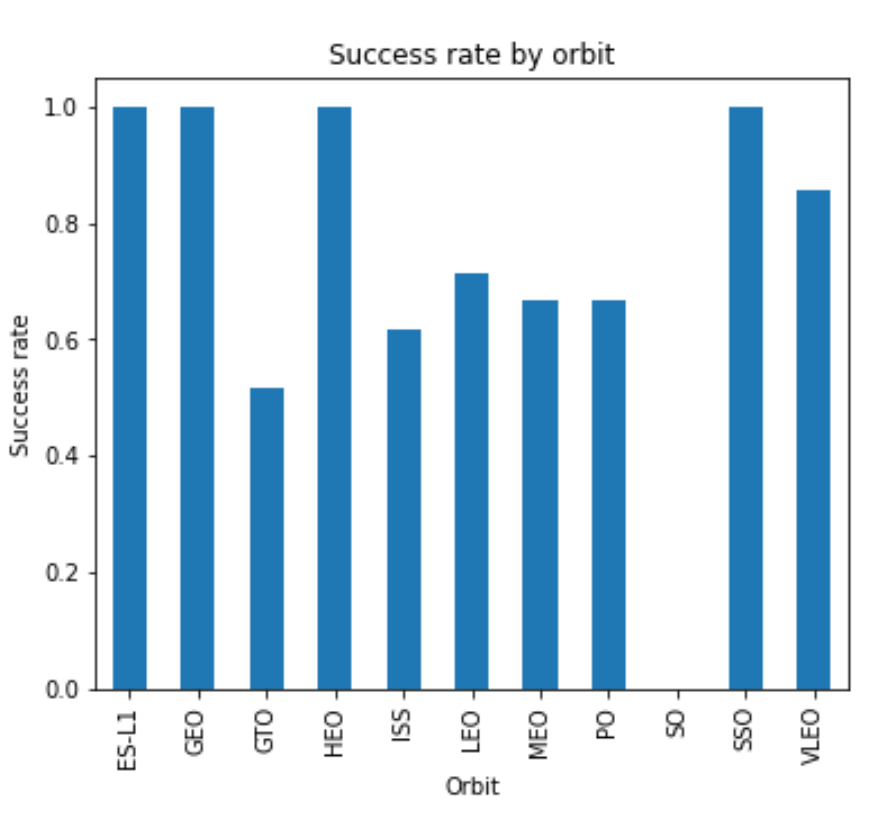 Success rate by orbit
1.0
0.8
0.6
0.4
0.2
0.0
Success rate
ES-L1
GEO
GTO
HEO
ISS
LEO
MEO
PO
SO
SSO
VLEO
Orbit